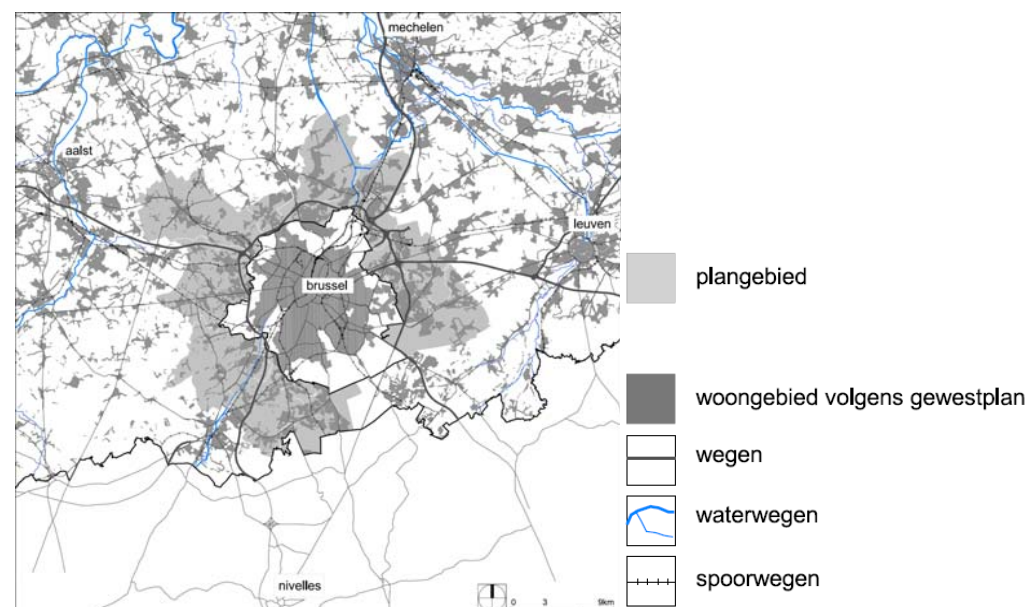 mechelen
aalst
leuven
brussel
nivelles
0 3 9km
plangebied
woongebied volgens gewestplan
wegen
waterwegen
spoorwegen